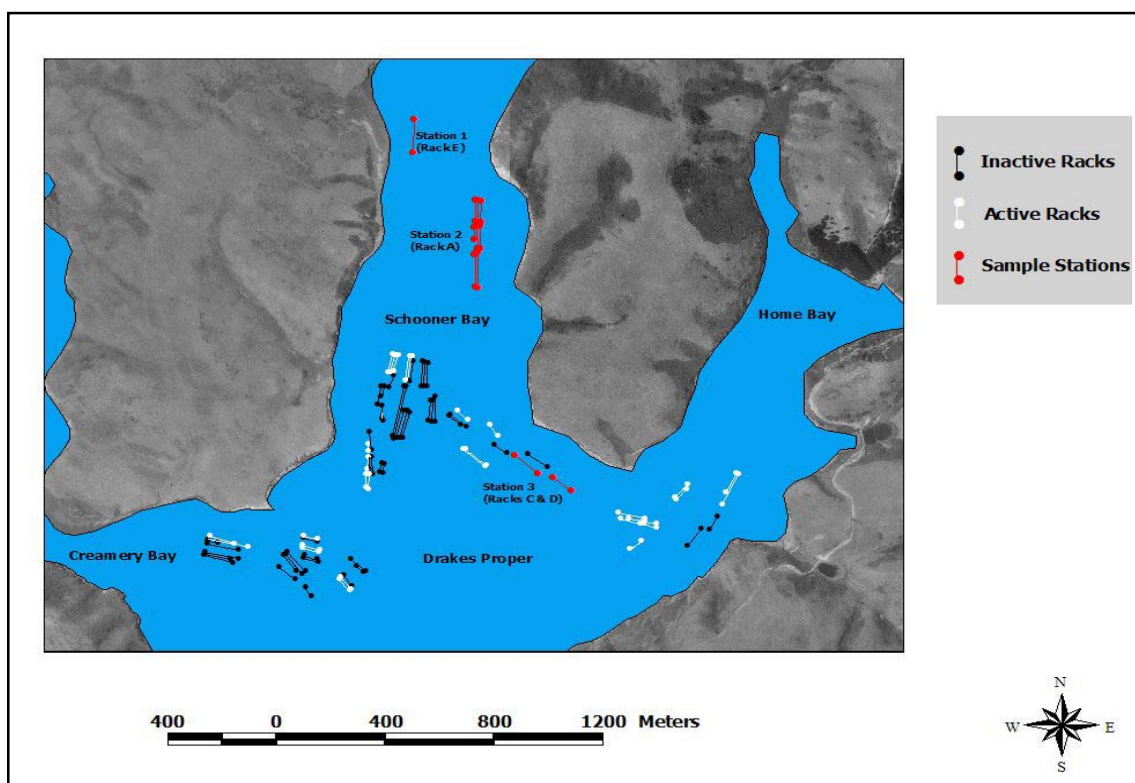 Station 1
(RackE)
Station 2
(RackA)
Schooner Bay
Home Bay
Station 3
(Racks C & D)
Creamery Bay
Drakes Proper
Inactive Racks
Active Racks
Sample Stations
400 0 400 800 1200 Meters
N
W E
S